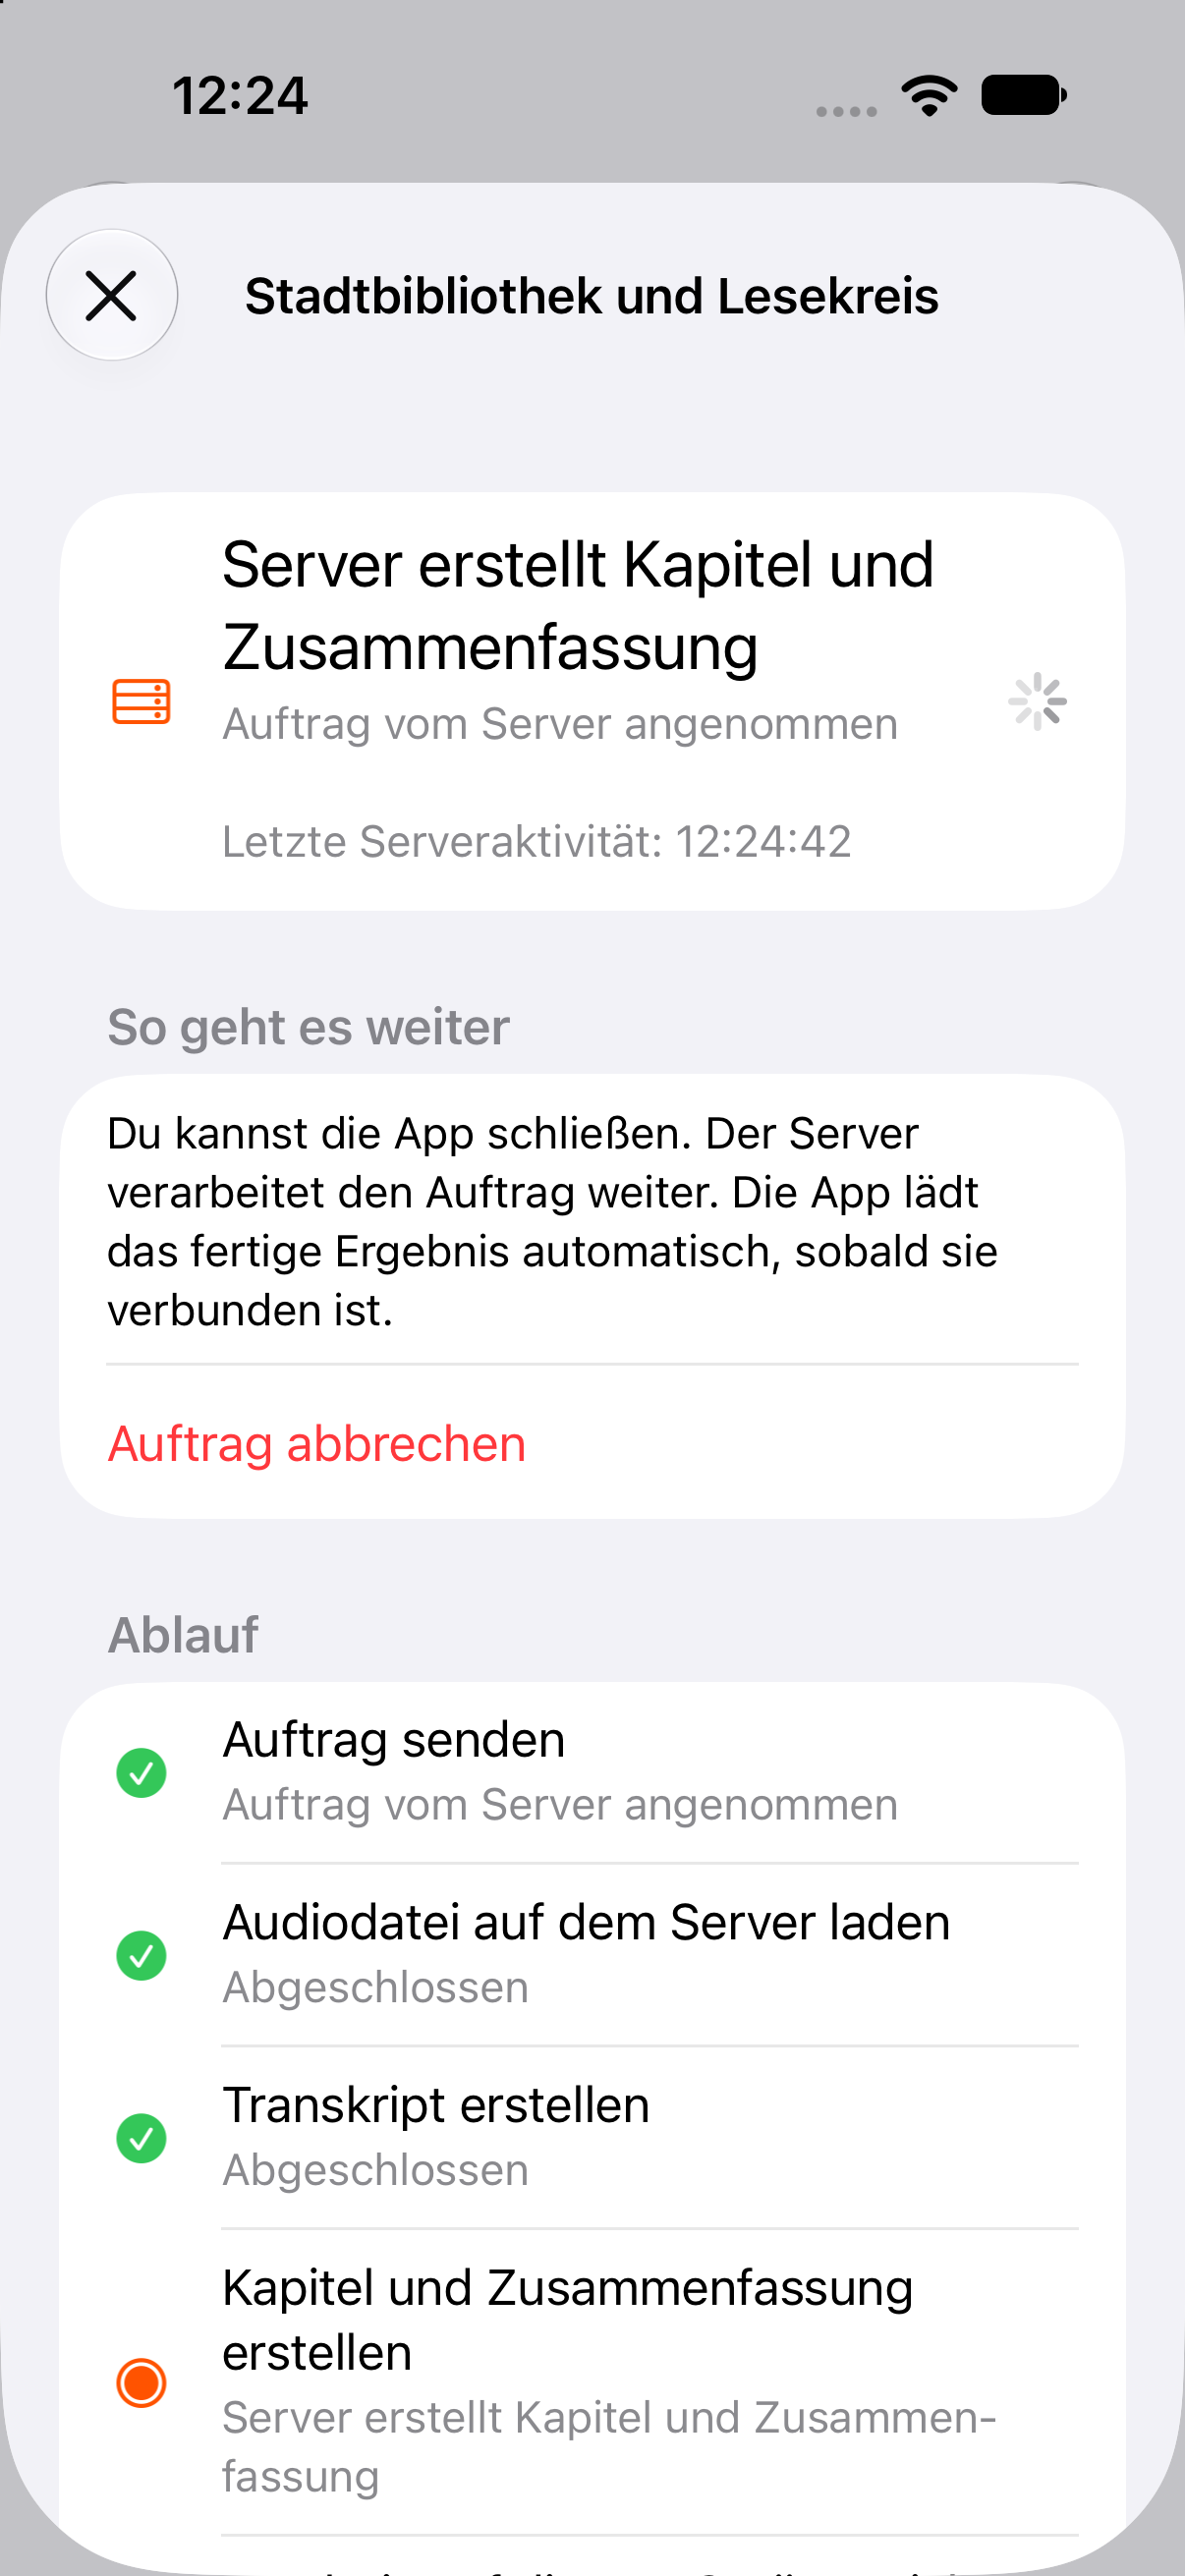 12:24
Stadtbibliothek und Lesekreis
Server erstellt Kapitel und
Zusammenfassung
Auftrag vom Server angenommen
Letzte Serveraktivität: 12:24:42
So geht es weiter
Du kannst die App schließen. Der Server
verarbeitet den Auftrag weiter. Die App lädt
das fertige Ergebnis automatisch, sobald sie
verbunden ist.
Auftrag abbrechen
Ablauf
Auftrag senden
Auftrag vom Server angenommen
Audiodatei auf dem Server laden
Abgeschlossen
Transkript erstellen
Abgeschlossen
Kapitel und Zusammenfassung
erstellen
Server erstellt Kapitel und Zusammen-
fassung